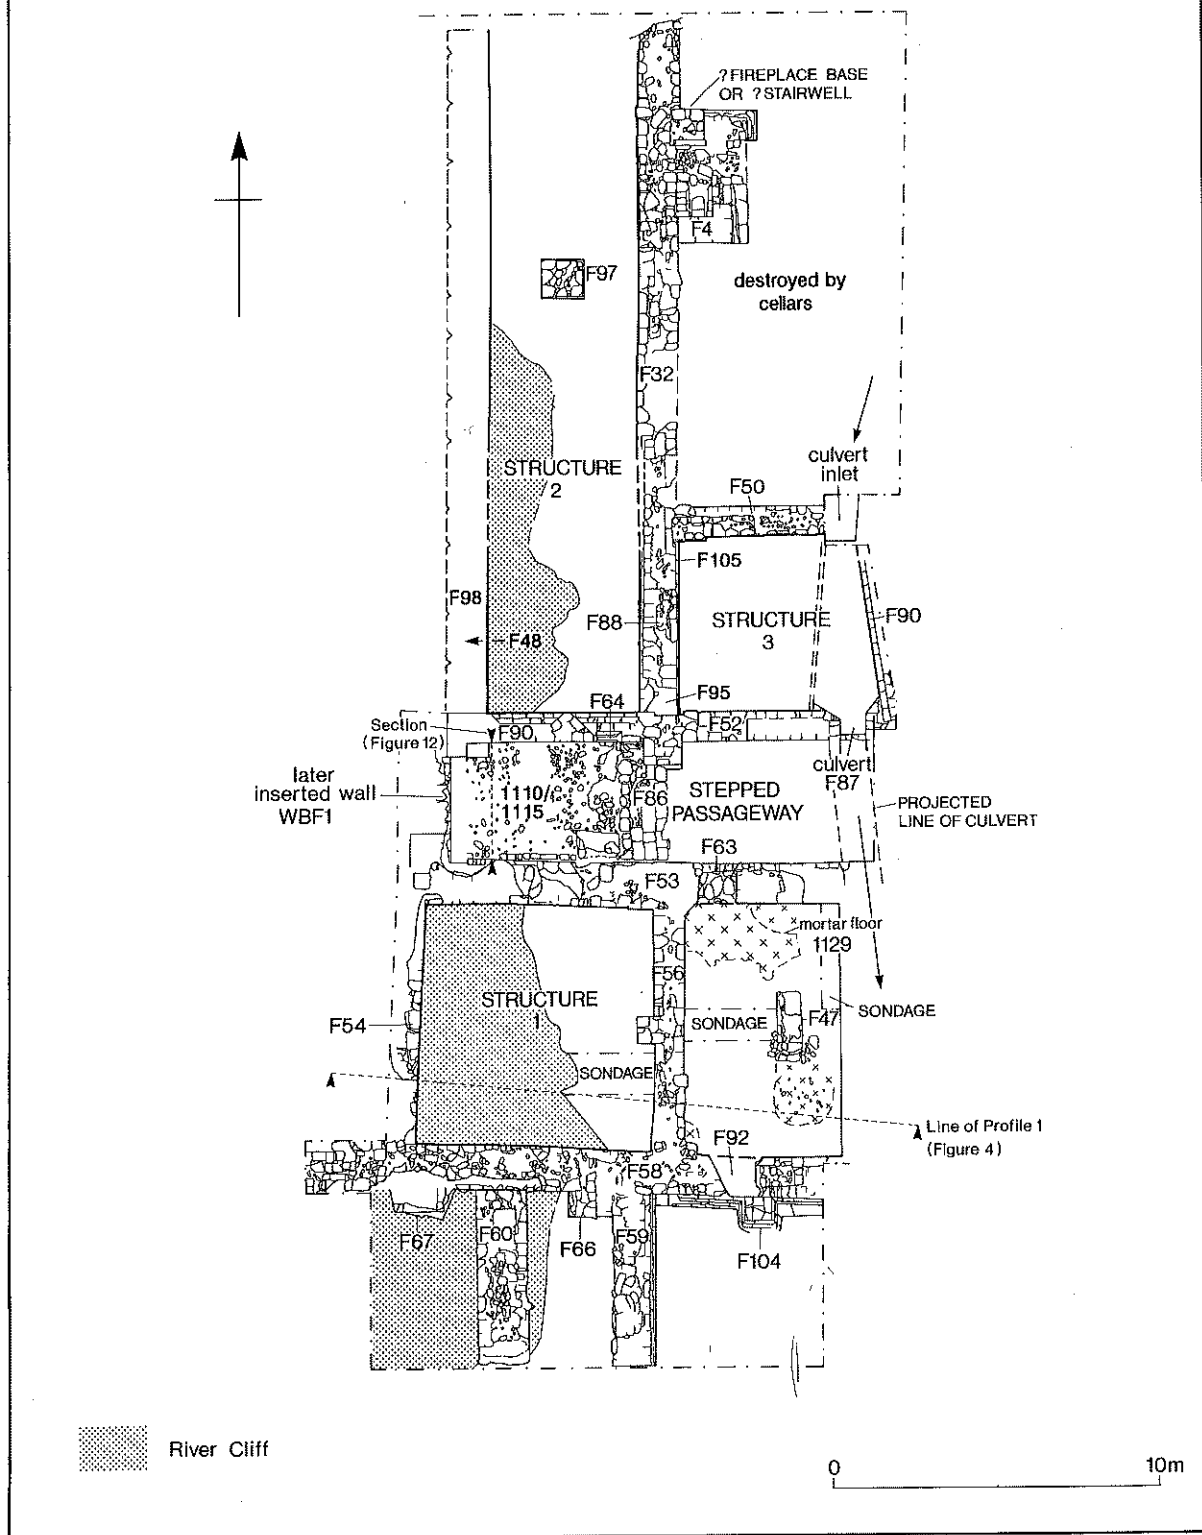 ?FIREPLACE BASE
OR ?STAIRWELL
F4
F97
destroyed by
cellars
F32
culvert
inlet
STRUCTURE
2
F50
F105
F98
F88
STRUCTURE
3
F90
F48
F95
F64
Section
(Figure 12)
F90
F52
later
inserted wall
WBF1
1110/
1115
F86
STEPPED
PASSAGEWAY
culvert
F87
PROJECTED
LINE OF CULVERT
F63
F53
mortar floor
1129
F56
STRUCTURE
1
SONDAGE
F47
SONDAGE
F54
SONDAGE
Line of Profile 1
(Figure 4)
F92
F58
F67
F60
F66
F59
F104
River Cliff
0
10m